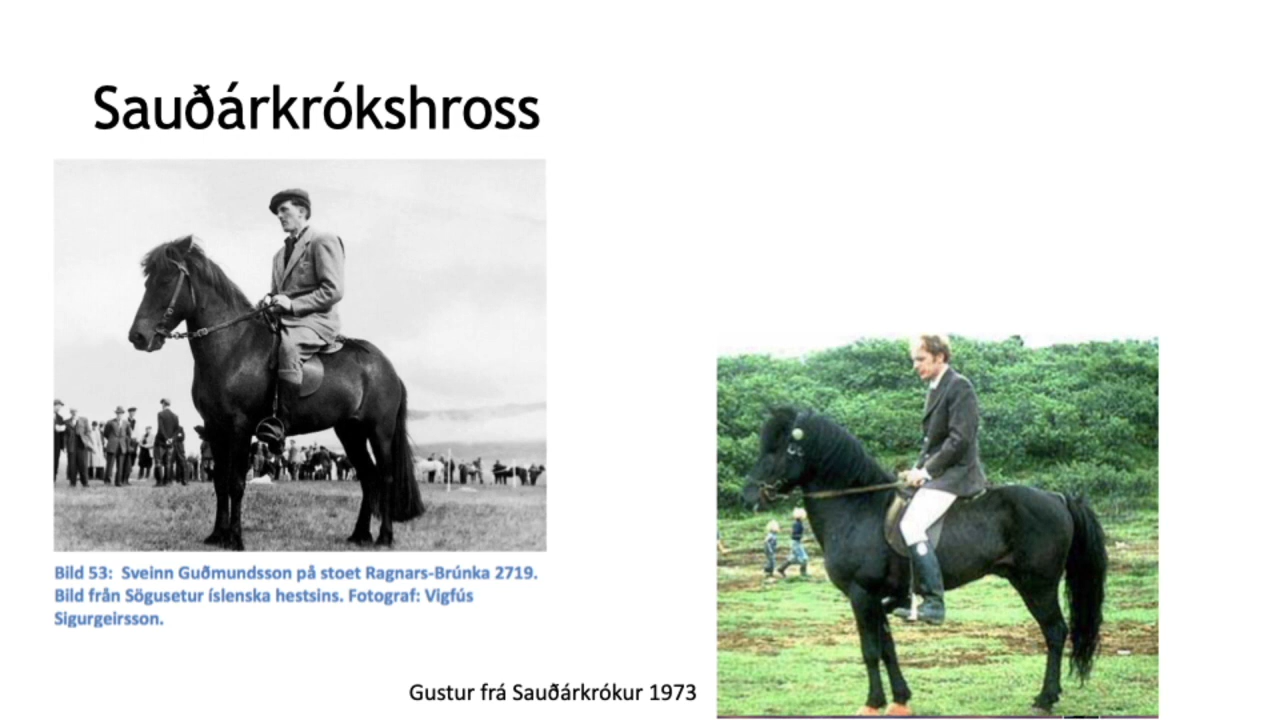 Sauðárkrókshross
Bild 53:  Sveinn Guðmundsson på stoet Ragnars-Brúnka 2719.
Bild från Sögusetur íslenska hestsins. Fotograf: Vigfús
Sigurgeirsson.
Gustur frá Sauðárkrókur 1973